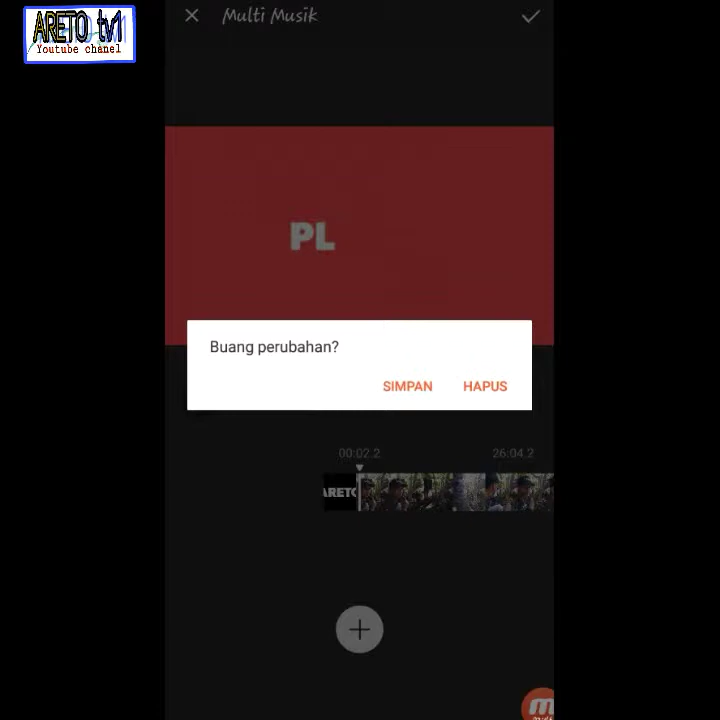 ARETO tv1
Youtube chanel
Multi Musik
PL
Buang perubahan?
SIMPAN HAPUS
00:02.2 26:04.2
ARETO